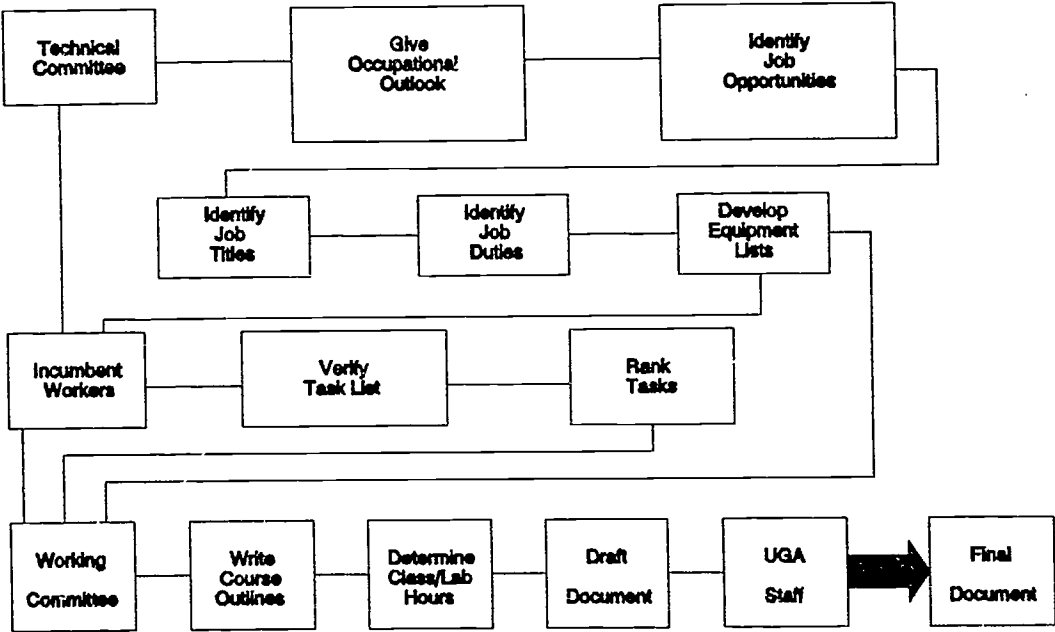 Technical
Committee
Give
Occupational
Outlook
Identify
Job
Opportunities
Identify
Job
Titles
Identify
Job
Duties
Develop
Equipment
Lists
Incumbent
Workers
Verify
Task List
Rank
Tasks
Working
Committee
Write
Course
Outlines
Determine
Class/Lab
Hours
Draft
Document
UGA
Staff
Final
Document